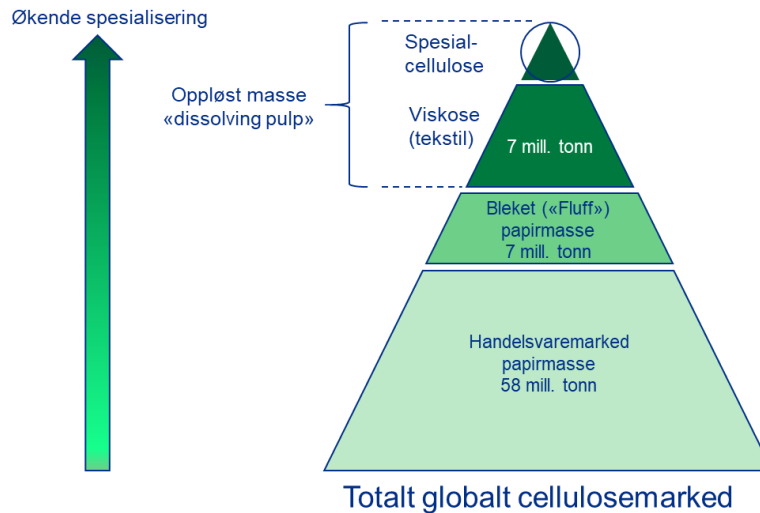 Økende spesialisering
Spesial-
cellulose
Oppløst masse
«dissolving pulp»
Viskose
(tekstil)
7 mill. tonn
Bleket («Fluff»)
papirmasse
7 mill. tonn
Handelsvaremarked
papirmasse
58 mill. tonn
Totalt globalt cellulosemarked